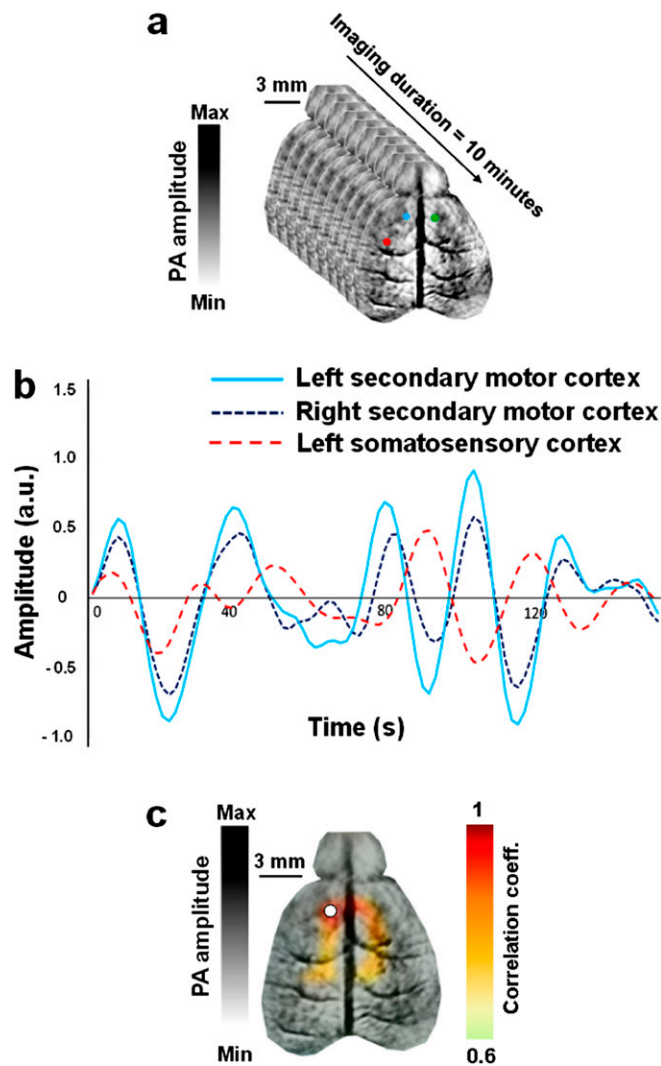 a
Imaging duration = 10 minutes
3 mm
Max
PA amplitude
Min
b
1.5
1.0
0.5
0
- 0.5
- 1.0
Amplitude (a.u.)
Left secondary motor cortex
Right secondary motor cortex
Left somatosensory cortex
0
40
80
120
Time (s)
c
Max
3 mm
PA amplitude
Min
1
Correlation coeff.
0.6